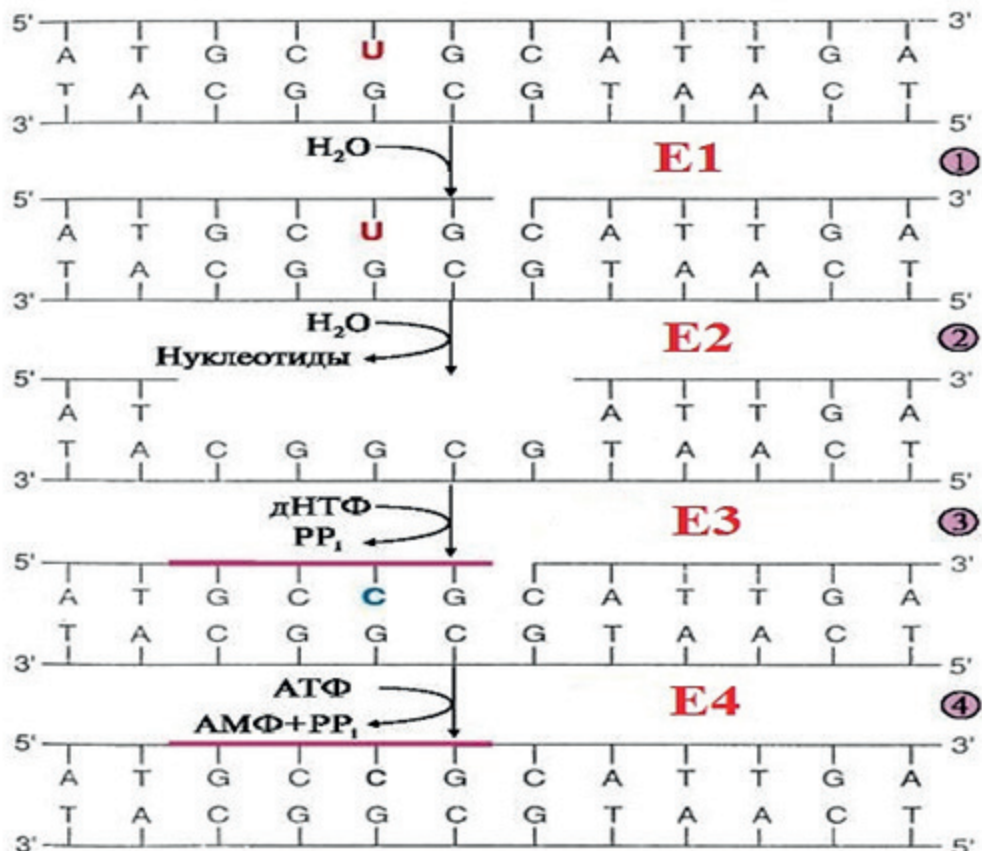 5' 3'
A T G C U G C A T T G A
T A C G G C G T A A C T
3' 5'
H₂O E1 1
5' 3'
A T G C U G C A T T G A
T A C G G C G T A A C T
3' 5'
H₂O E2 2
Нуклеотиды
5' 3'
A T A T T G A
T A C G G C G T A A C T
3' 5'
дНТФ E3 3
PPᵢ
5' 3'
A T G C C G C A T T G A
T A C G G C G T A A C T
3' 5'
АТФ E4 4
АМФ+PPᵢ
5' 3'
A T G C C G C A T T G A
T A C G G C G T A A C T
3' 5'